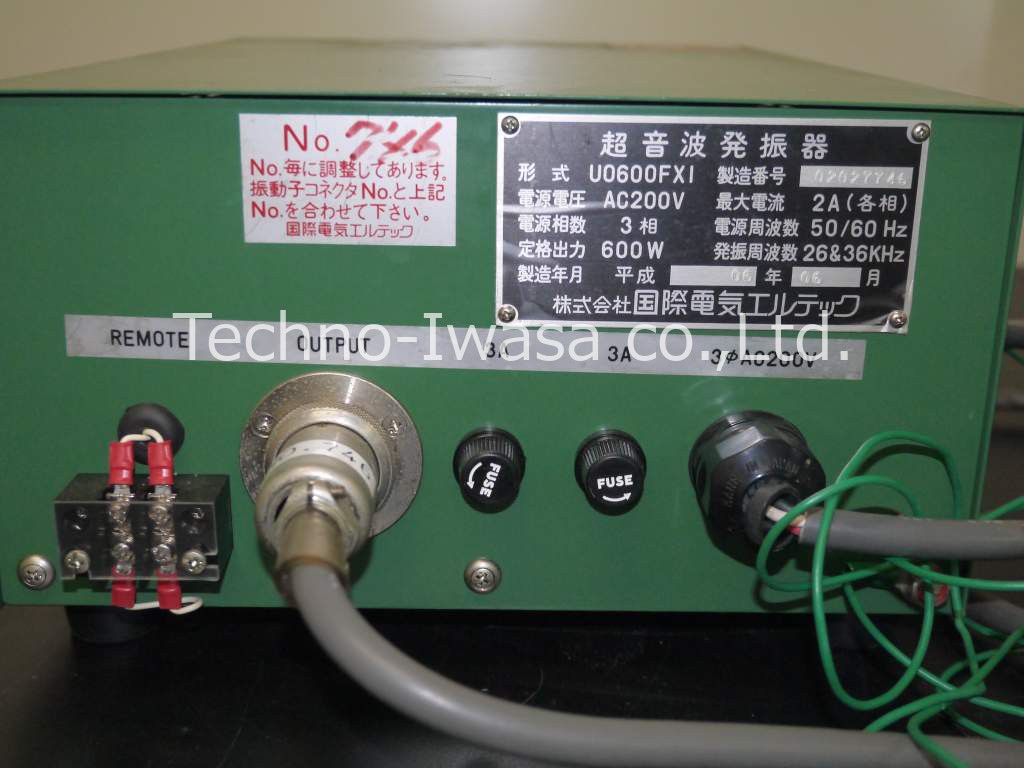 No. 746
No.毎に調整してあります。
振動子コネクタNo.と上記
No.を合わせて下さい。
国際電気エルテック
超音波発振器
形式 UO600FXI 製造番号
電源電圧 AC200V 最大電流 2A(各相)
電源相数 3相 電源周波数 50/60Hz
定格出力 600W 発振周波数 26&36KHz
製造年月 平成 06 年 06 月
株式会社国際電気エルテック
Techno-Iwasa co.,Ltd.
REMOTE OUTPUT 3A 3A 3φAC200V
FUSE
FUSE